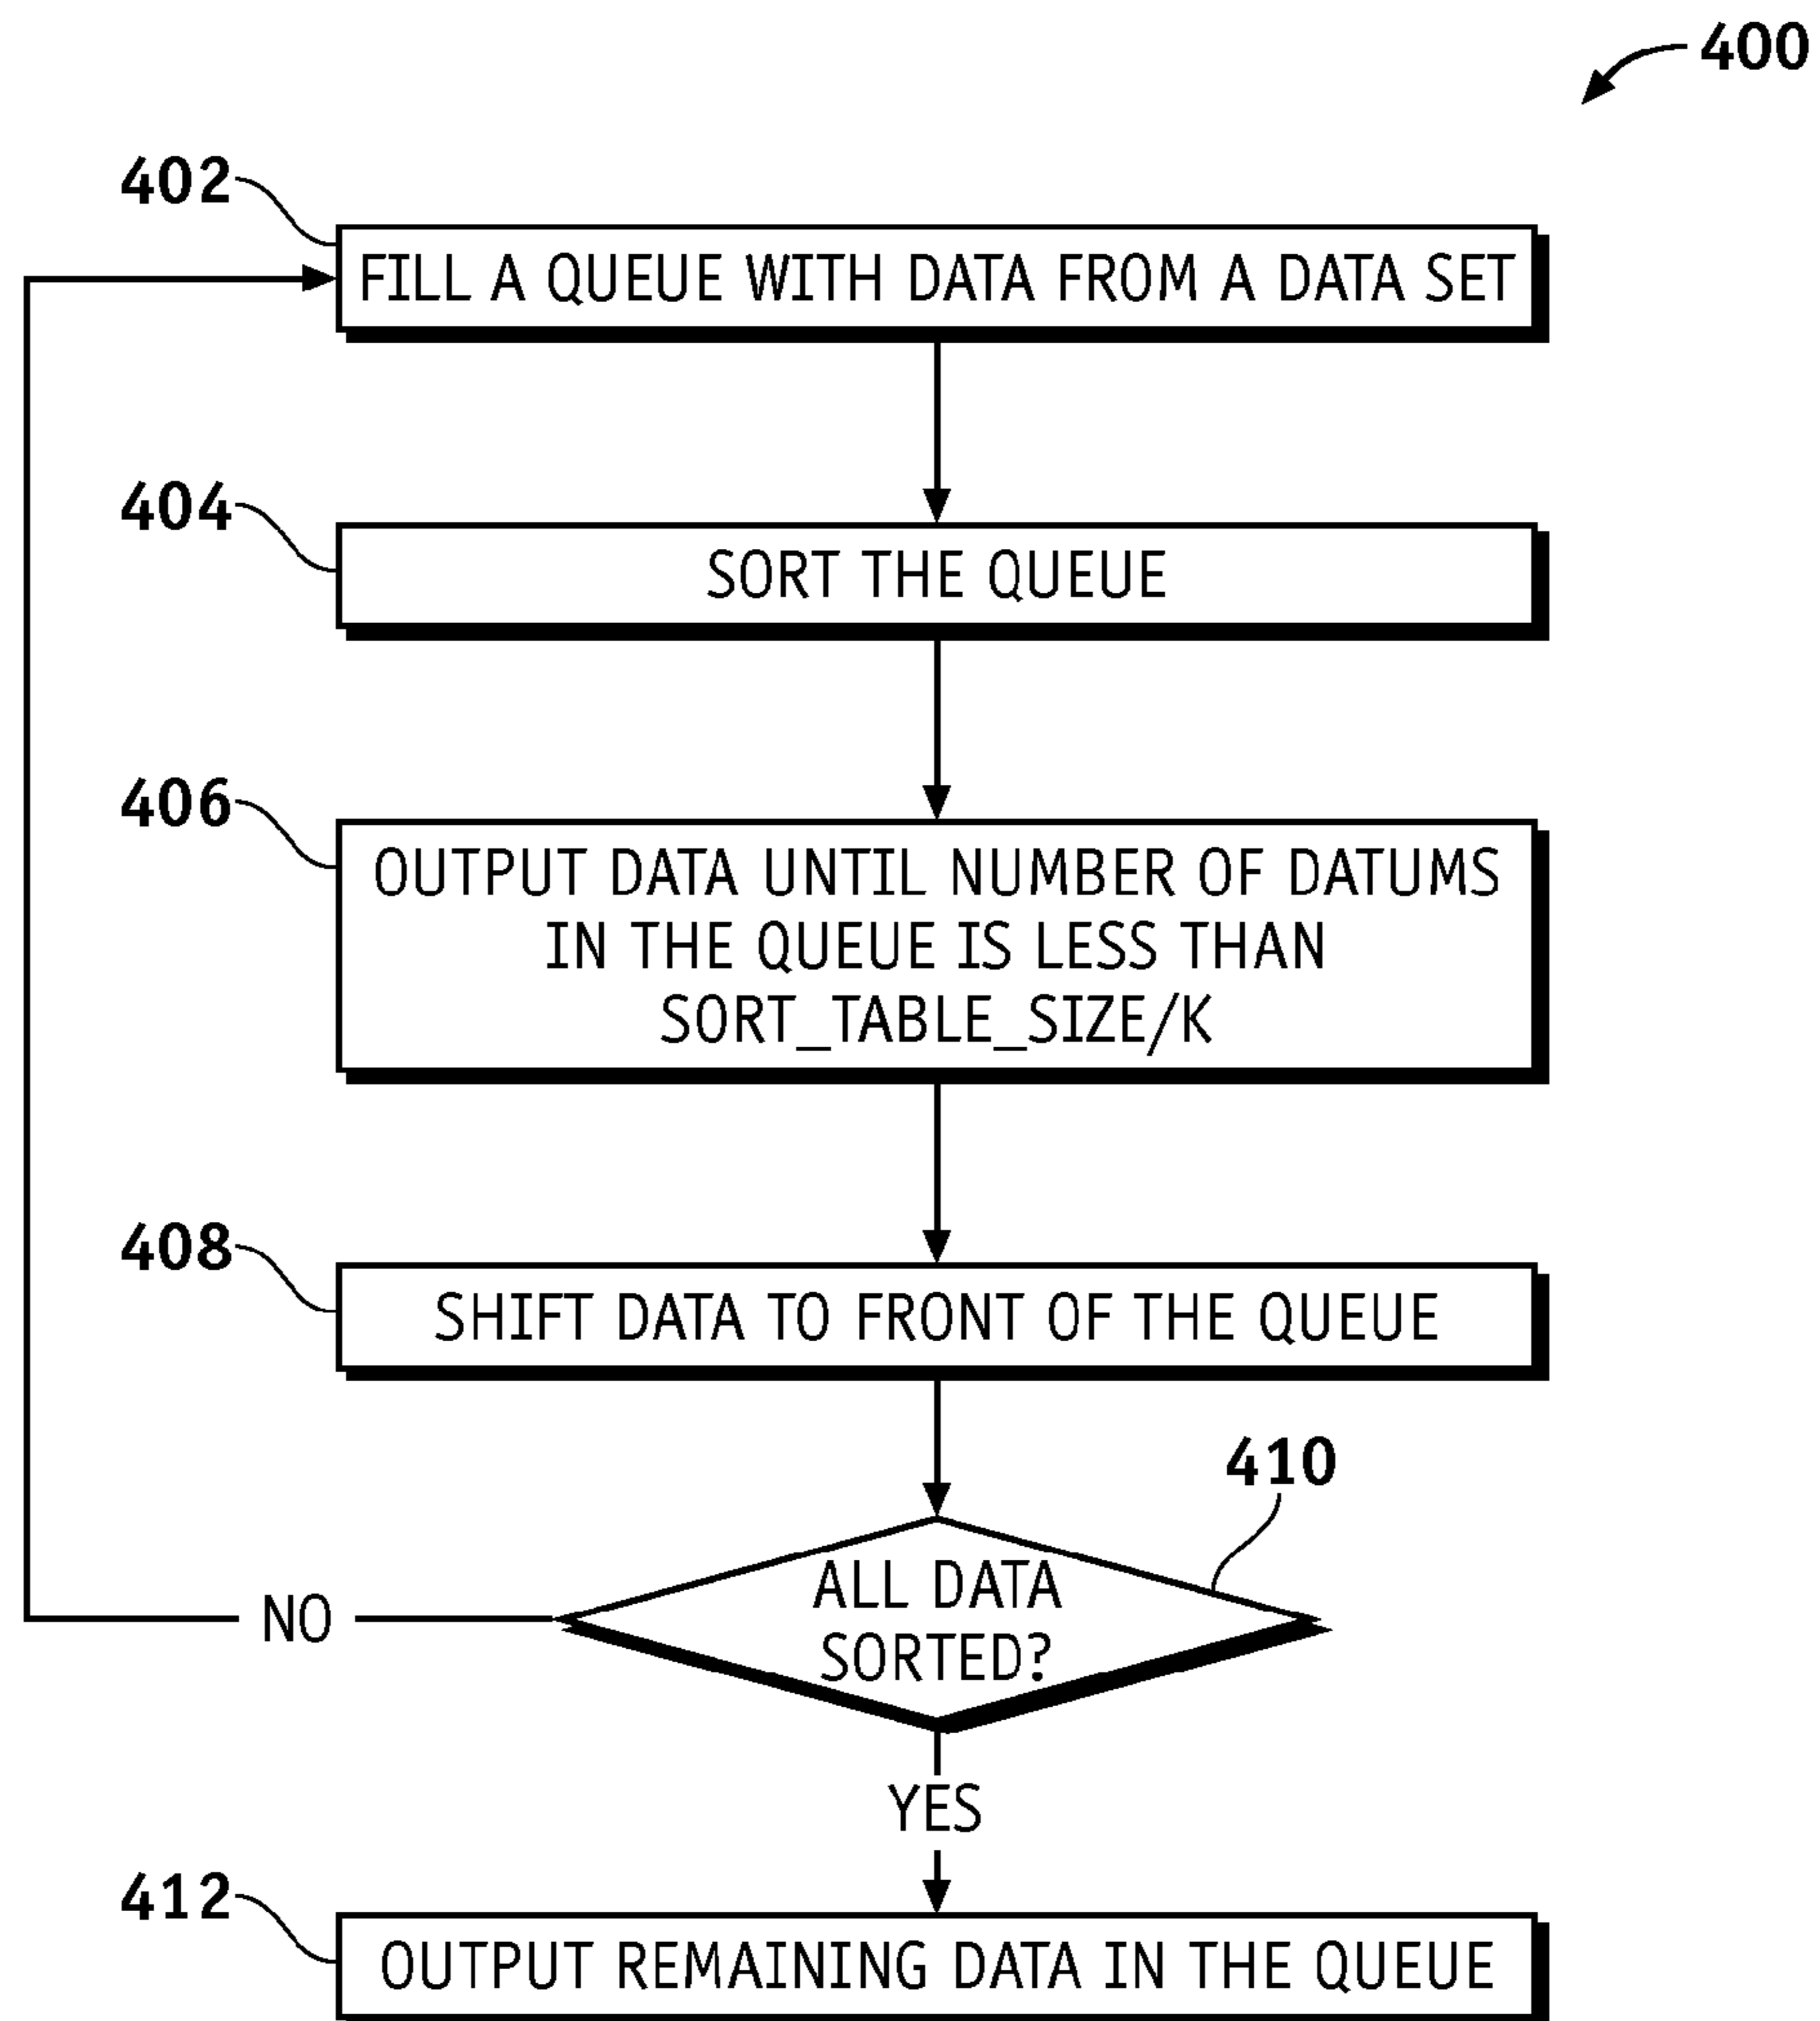 400
402
FILL A QUEUE WITH DATA FROM A DATA SET
404
SORT THE QUEUE
406
OUTPUT DATA UNTIL NUMBER OF DATUMS
IN THE QUEUE IS LESS THAN
SORT_TABLE_SIZE/K
408
SHIFT DATA TO FRONT OF THE QUEUE
410
ALL DATA
SORTED?
NO
YES
412
OUTPUT REMAINING DATA IN THE QUEUE